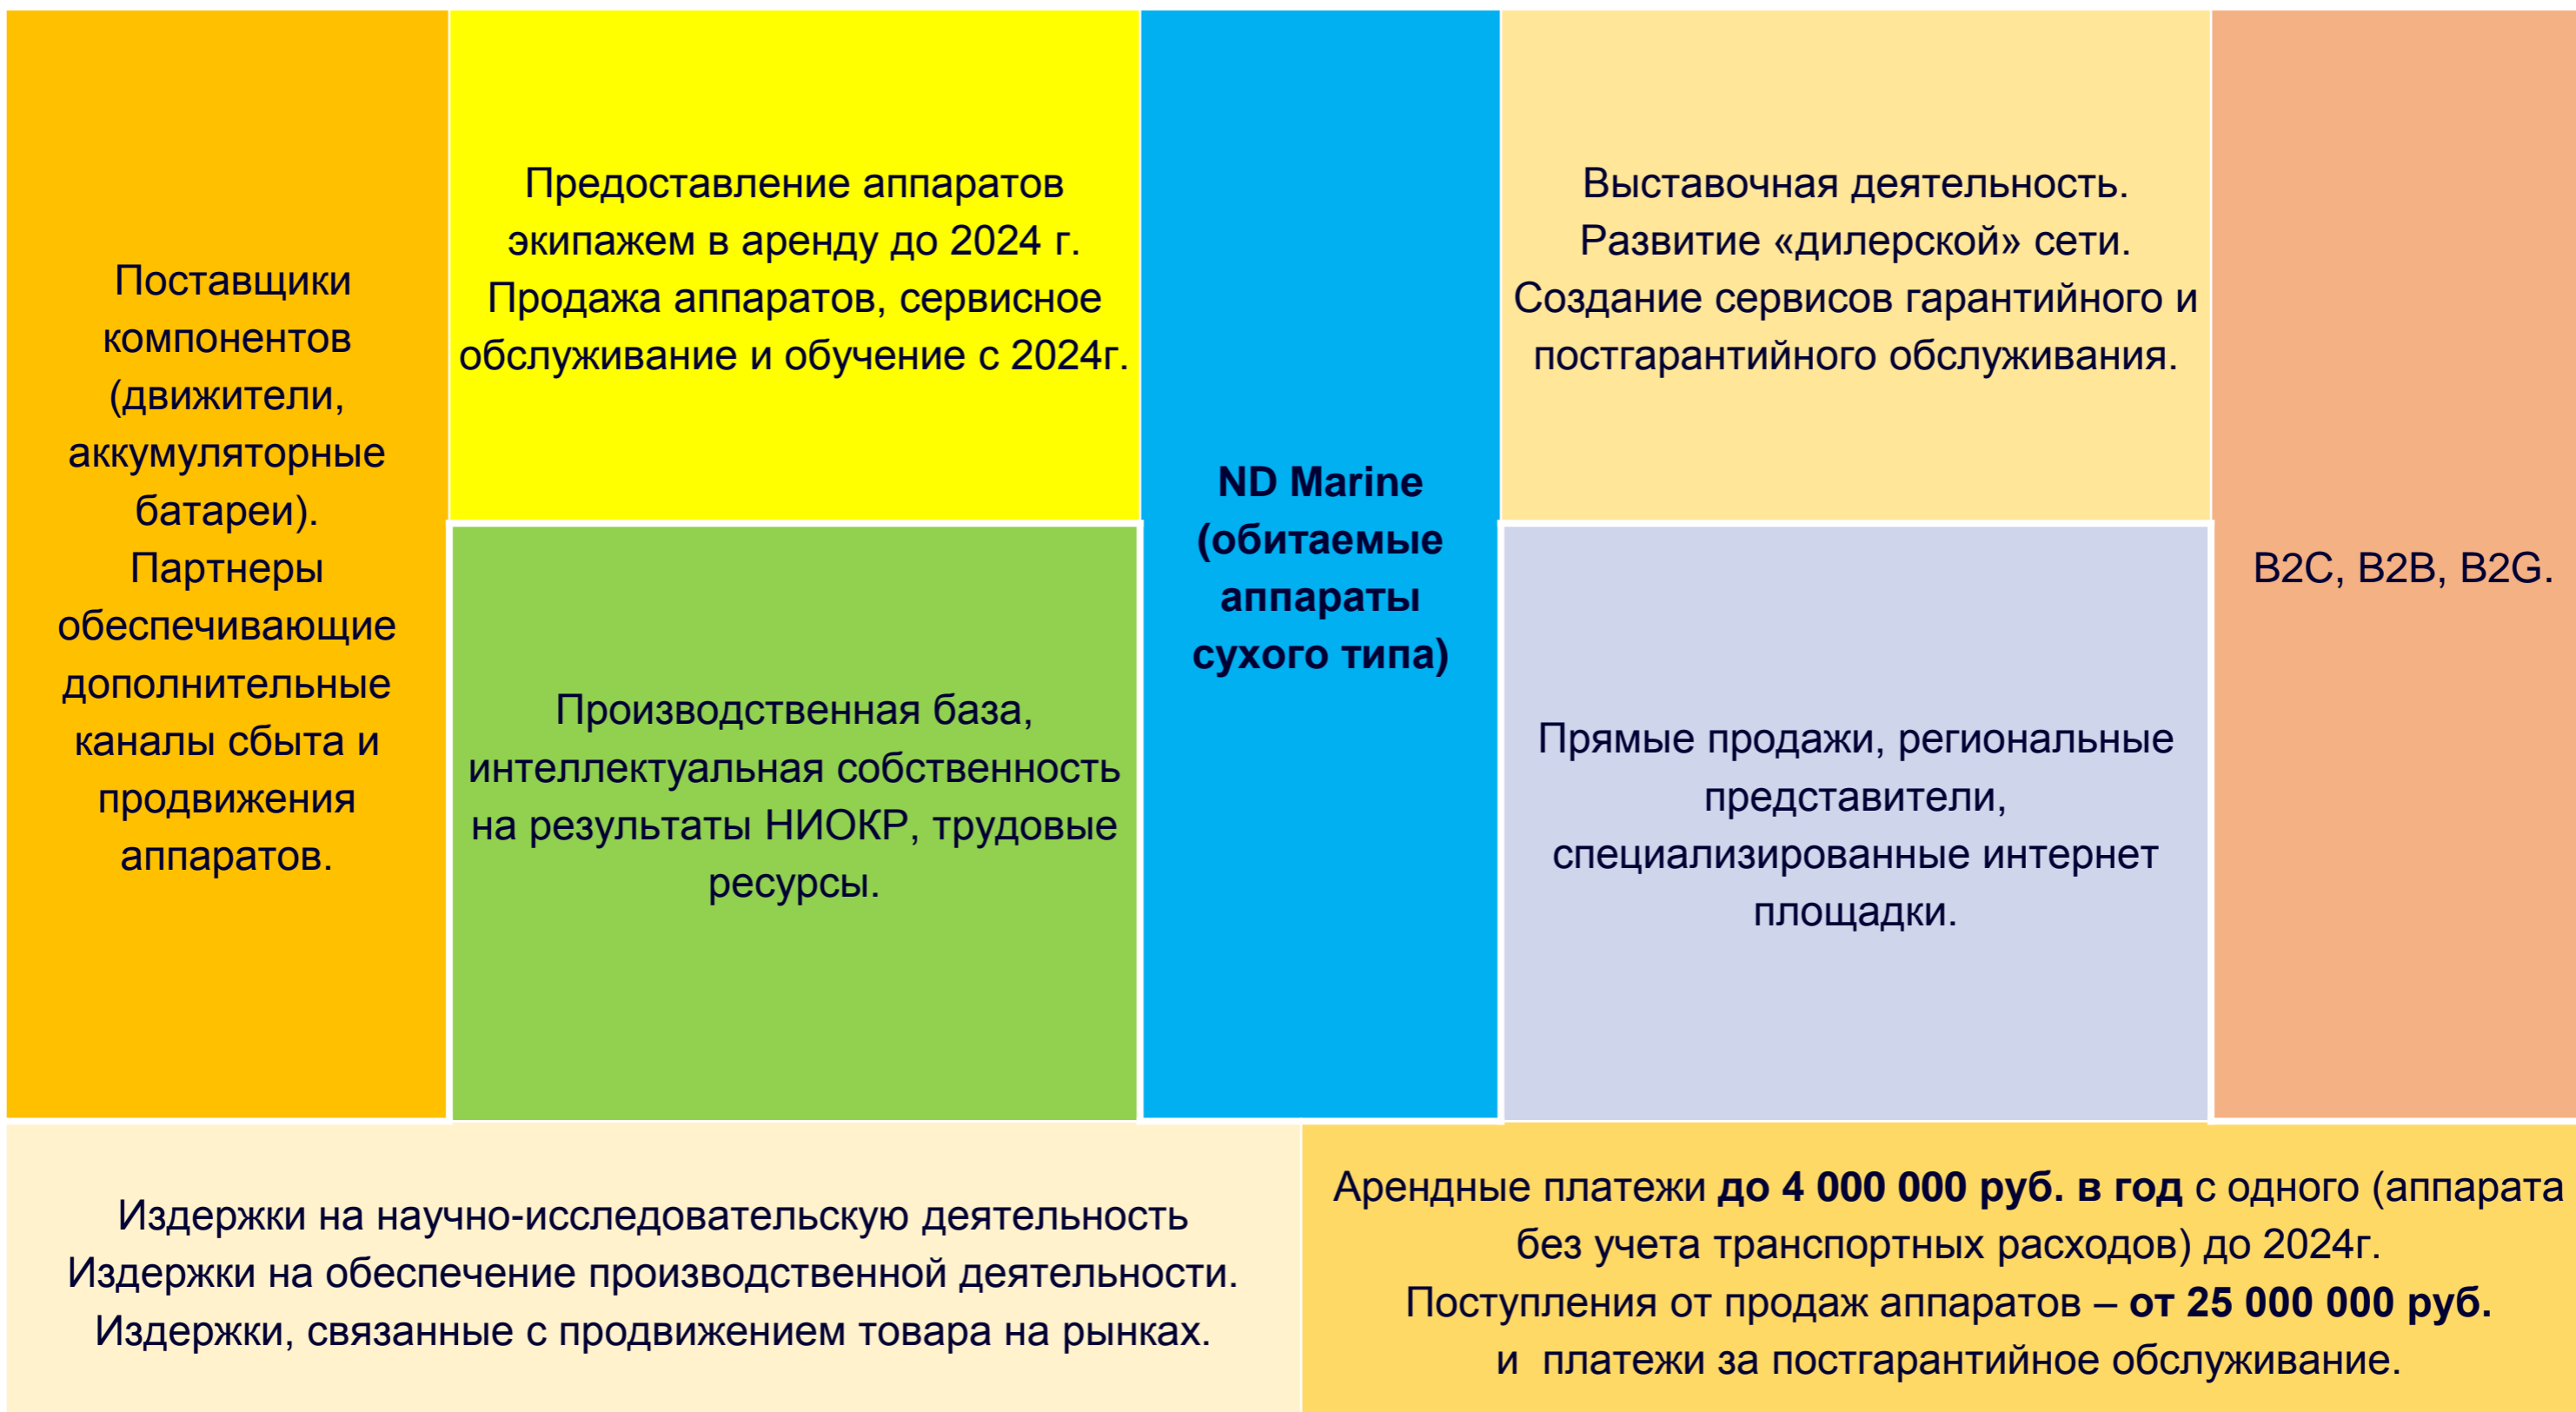 Поставщики
компонентов
(движители,
аккумуляторные
батареи).
Партнеры
обеспечивающие
дополнительные
каналы сбыта и
продвижения
аппаратов.
Предоставление аппаратов
экипажем в аренду до 2024 г.
Продажа аппаратов, сервисное
обслуживание и обучение с 2024г.
Производственная база,
интеллектуальная собственность
на результаты НИОКР, трудовые
ресурсы.
ND Marine
(обитаемые
аппараты
сухого типа)
Выставочная деятельность.
Развитие «дилерской» сети.
Создание сервисов гарантийного и
постгарантийного обслуживания.
Прямые продажи, региональные
представители,
специализированные интернет
площадки.
B2C, B2B, B2G.
Издержки на научно-исследовательскую деятельность
Издержки на обеспечение производственной деятельности.
Издержки, связанные с продвижением товара на рынках.
Арендные платежи до 4 000 000 руб. в год с одного (аппарата
без учета транспортных расходов) до 2024г.
Поступления от продаж аппаратов – от 25 000 000 руб.
и платежи за постгарантийное обслуживание.